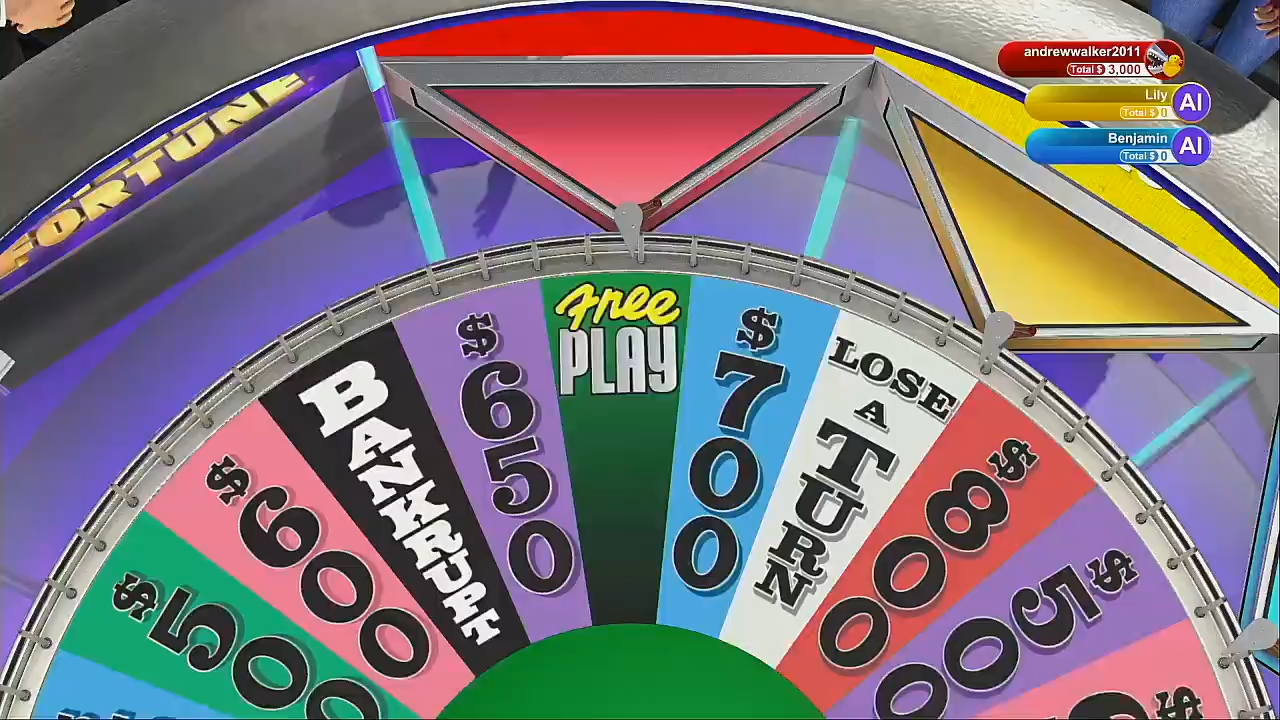 FORTUNE
andrewwalker2011
Total $ 3,000
Lily
Total $ 0
AI
Benjamin
Total $ 0
AI
$500
$600
BANKRUPT
$650
Free
PLAY
$700
LOSE
A
TURN
$800
$500
$